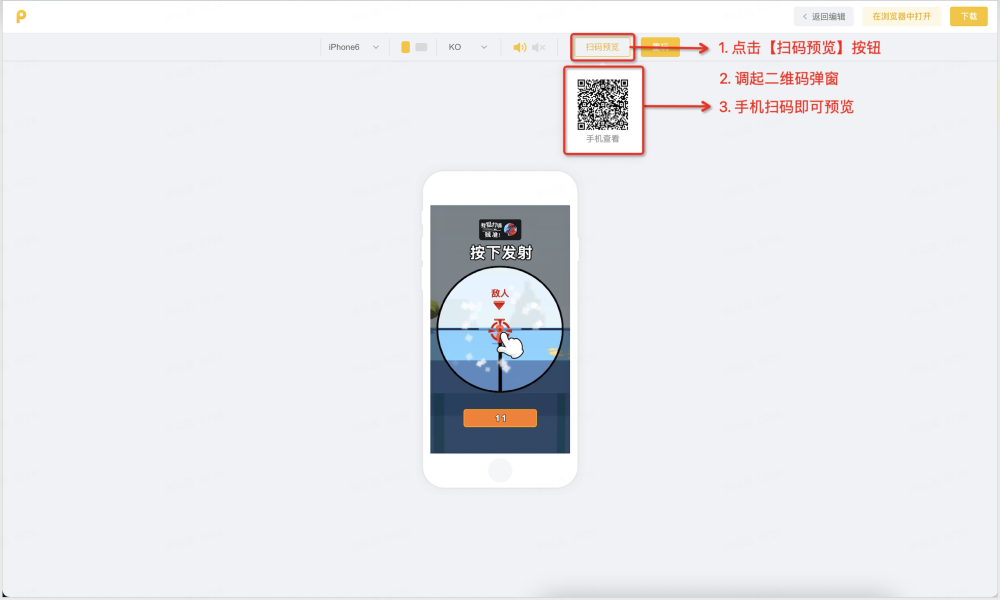 返回编辑
在浏览器中打开
下载
iPhone6
KO
扫码预览
1. 点击【扫码预览】按钮
2. 调起二维码弹窗
3. 手机扫码即可预览
手机查看
按下发射
敌人
11